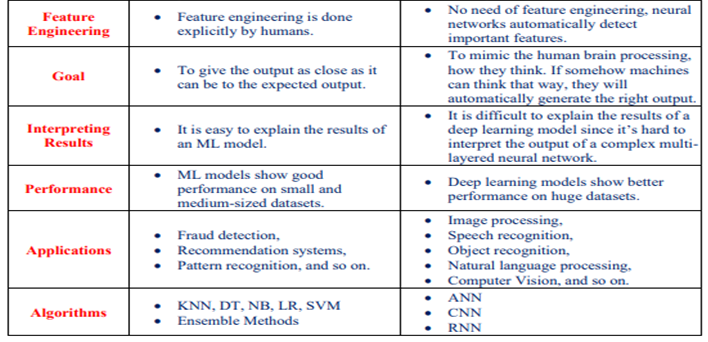 Feature
Engineering
• Feature engineering is done
explicitly by humans.
• No need of feature engineering, neural
networks automatically detect
important features.
Goal
• To give the output as close as it
can be to the expected output.
• To mimic the human brain processing,
how they think. If somehow machines
can think that way, they will
automatically generate the right output.
Interpreting
Results
• It is easy to explain the results of
an ML model.
• It is difficult to explain the results of a
deep learning model since it’s hard to
interpret the output of a complex multi-
layered neural network.
Performance
• ML models show good
performance on small and
medium-sized datasets.
• Deep learning models show better
performance on huge datasets.
Applications
• Fraud detection,
• Recommendation systems,
• Pattern recognition, and so on.
• Image processing,
• Speech recognition,
• Object recognition,
• Natural language processing,
• Computer Vision, and so on.
Algorithms
• KNN, DT, NB, LR, SVM
• Ensemble Methods
• ANN
• CNN
• RNN